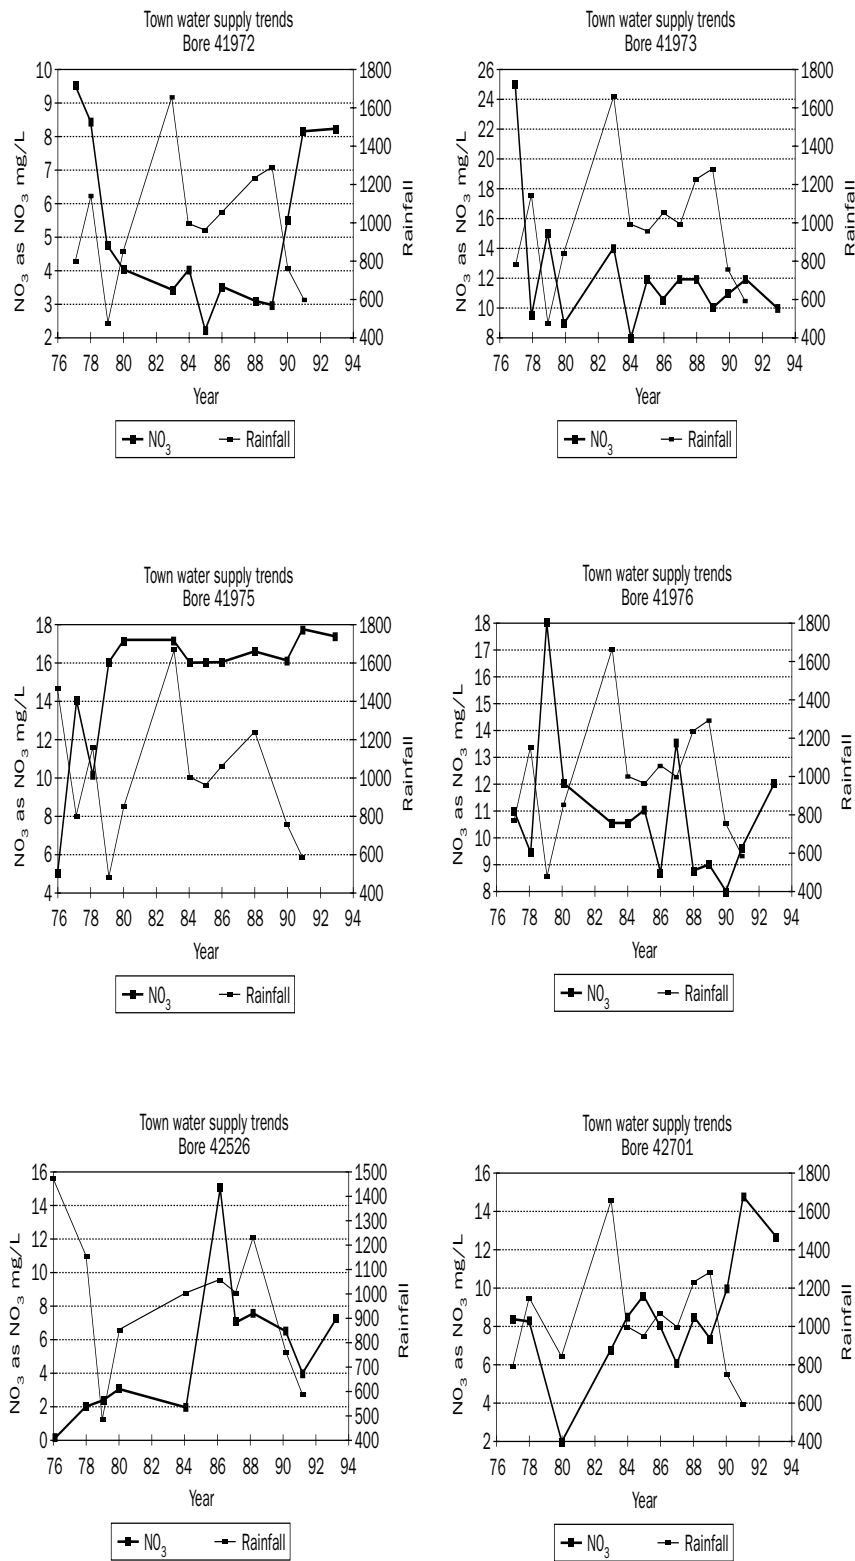 Town water supply trends
Bore 41972
10
9
8
7
6
5
4
3
2
1800
1600
1400
1200
1000
800
600
400
NO3 as NO3 mg/L
Rainfall
76 78 80 82 84 86 88 90 92 94
Year
NO3 Rainfall
Town water supply trends
Bore 41973
26
24
22
20
18
16
14
12
10
8
1800
1600
1400
1200
1000
800
600
400
NO3 as NO3 mg/L
Rainfall
76 78 80 82 84 86 88 90 92 94
Year
NO3 Rainfall
Town water supply trends
Bore 41975
18
16
14
12
10
8
6
4
1800
1600
1400
1200
1000
800
600
400
NO3 as NO3 mg/L
Rainfall
76 78 80 82 84 86 88 90 92 94
Year
NO3 Rainfall
Town water supply trends
Bore 41976
18
17
16
15
14
13
12
11
10
9
8
1800
1600
1400
1200
1000
800
600
400
NO3 as NO3 mg/L
Rainfall
76 78 80 82 84 86 88 90 92 94
Year
NO3 Rainfall
Town water supply trends
Bore 42526
16
14
12
10
8
6
4
2
0
1500
1400
1300
1200
1100
1000
900
800
700
600
500
400
NO3 as NO3 mg/L
Rainfall
76 78 80 82 84 86 88 90 92 94
Year
NO3 Rainfall
Town water supply trends
Bore 42701
16
14
12
10
8
6
4
2
1800
1600
1400
1200
1000
800
600
400
NO3 as NO3 mg/L
Rainfall
76 78 80 82 84 86 88 90 92 94
Year
NO3 Rainfall